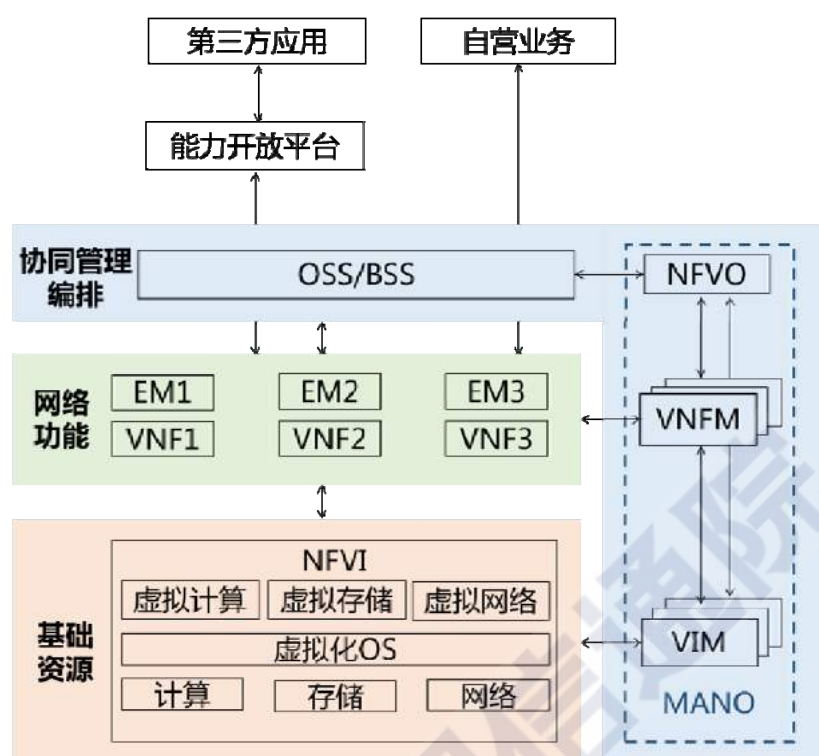 第三方应用
自营业务
能力开放平台
协同管理
编排
OSS/BSS
NFVO
网络
功能
EM1
EM2
EM3
VNF1
VNF2
VNF3
VNFM
基础
资源
NFVI
虚拟计算
虚拟存储
虚拟网络
虚拟化OS
计算
存储
网络
VIM
MANO
通院